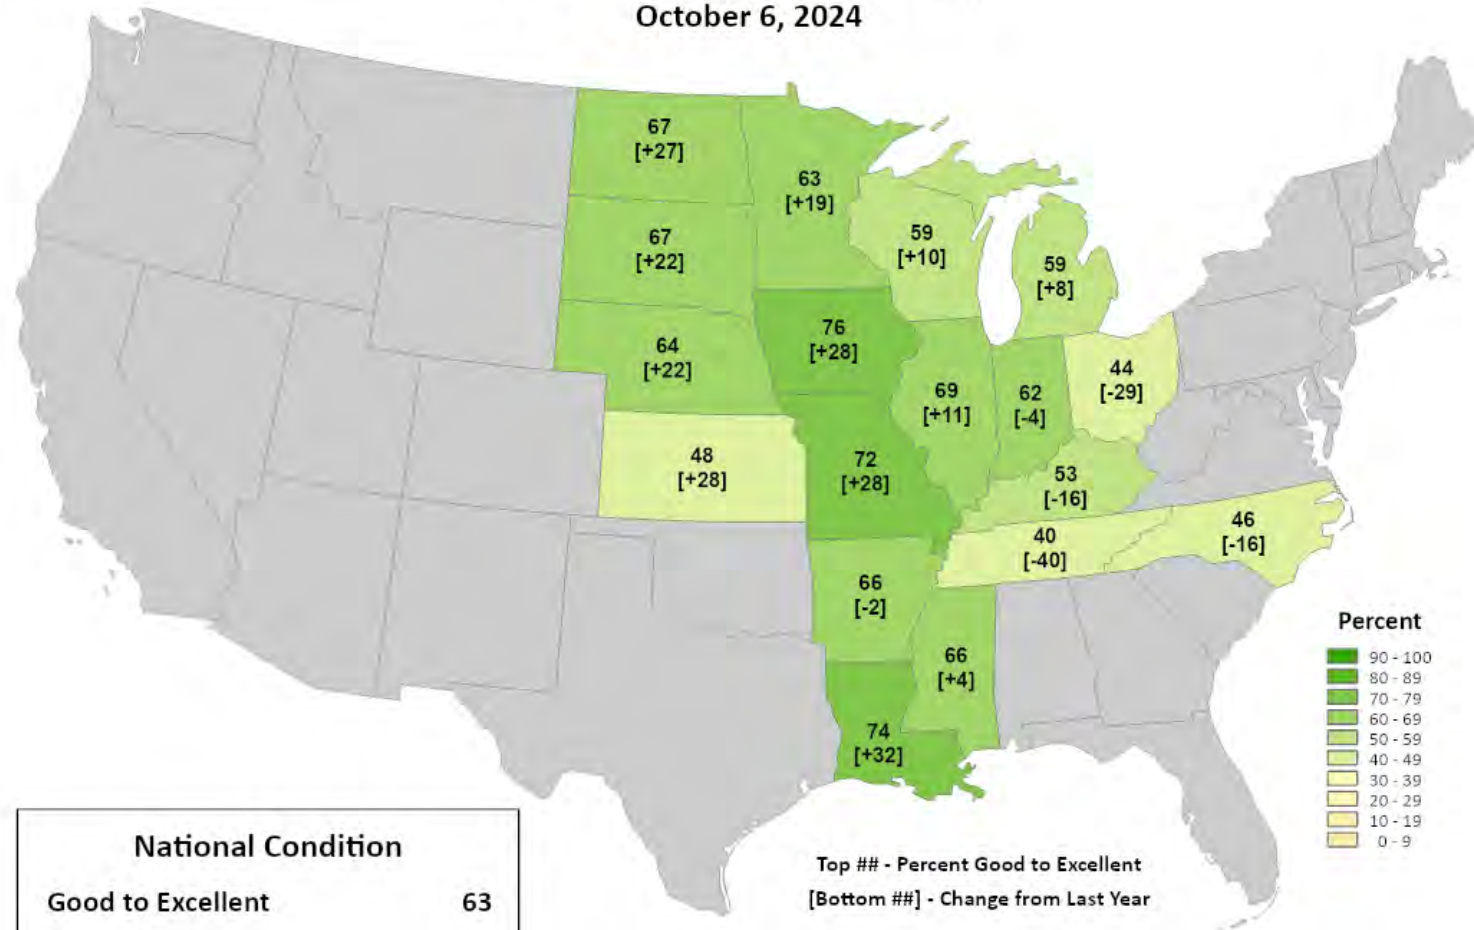 October 6, 2024
67
[+27]
63
[+19]
67
[+22]
59
[+10]
59
[+8]
76
[+28]
64
[+22]
44
[-29]
69
[+11]
62
[-4]
48
[+28]
72
[+28]
53
[-16]
46
[-16]
40
[-40]
66
[-2]
66
[+4]
74
[+32]
Percent
90 - 100
80 - 89
70 - 79
60 - 69
50 - 59
40 - 49
30 - 39
20 - 29
10 - 19
0 - 9
National Condition
Good to Excellent 63
Top ## - Percent Good to Excellent
[Bottom ##] - Change from Last Year